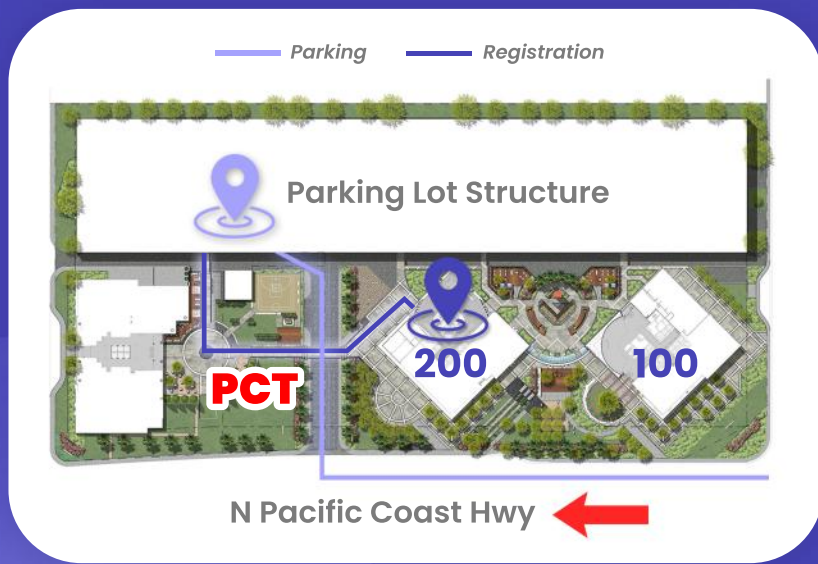 Parking
Registration
Parking Lot Structure
200
100
PCT
N Pacific Coast Hwy